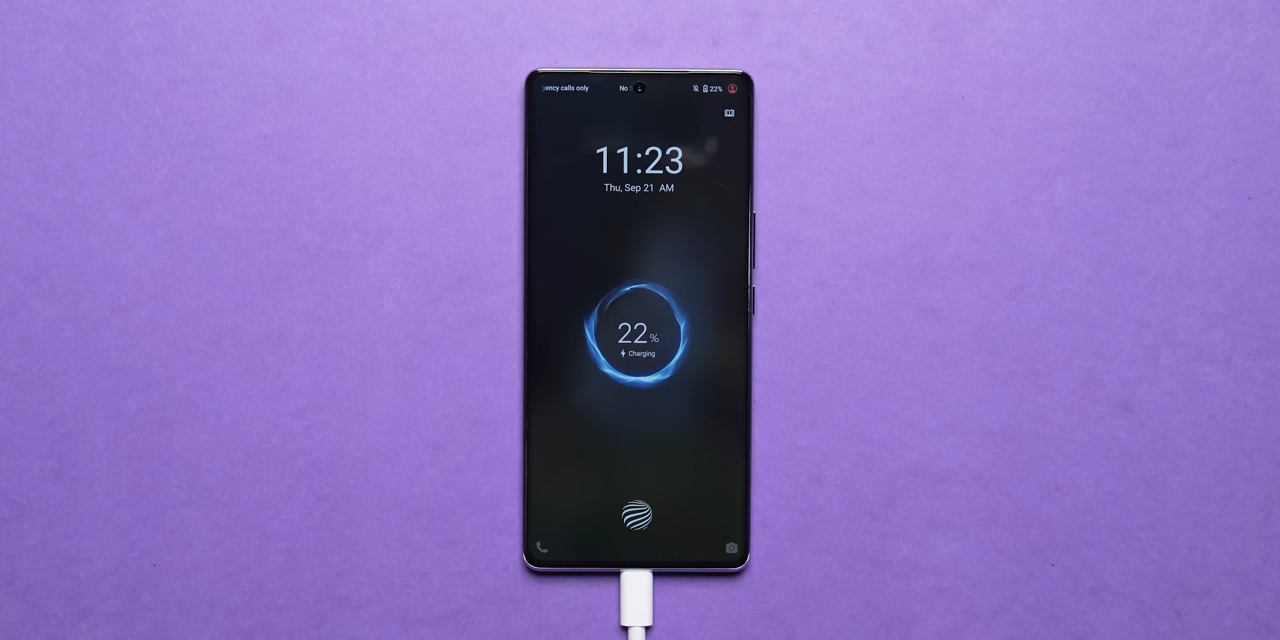 gency calls only No 22%
11:23
Thu, Sep 21 AM
22%
Charging